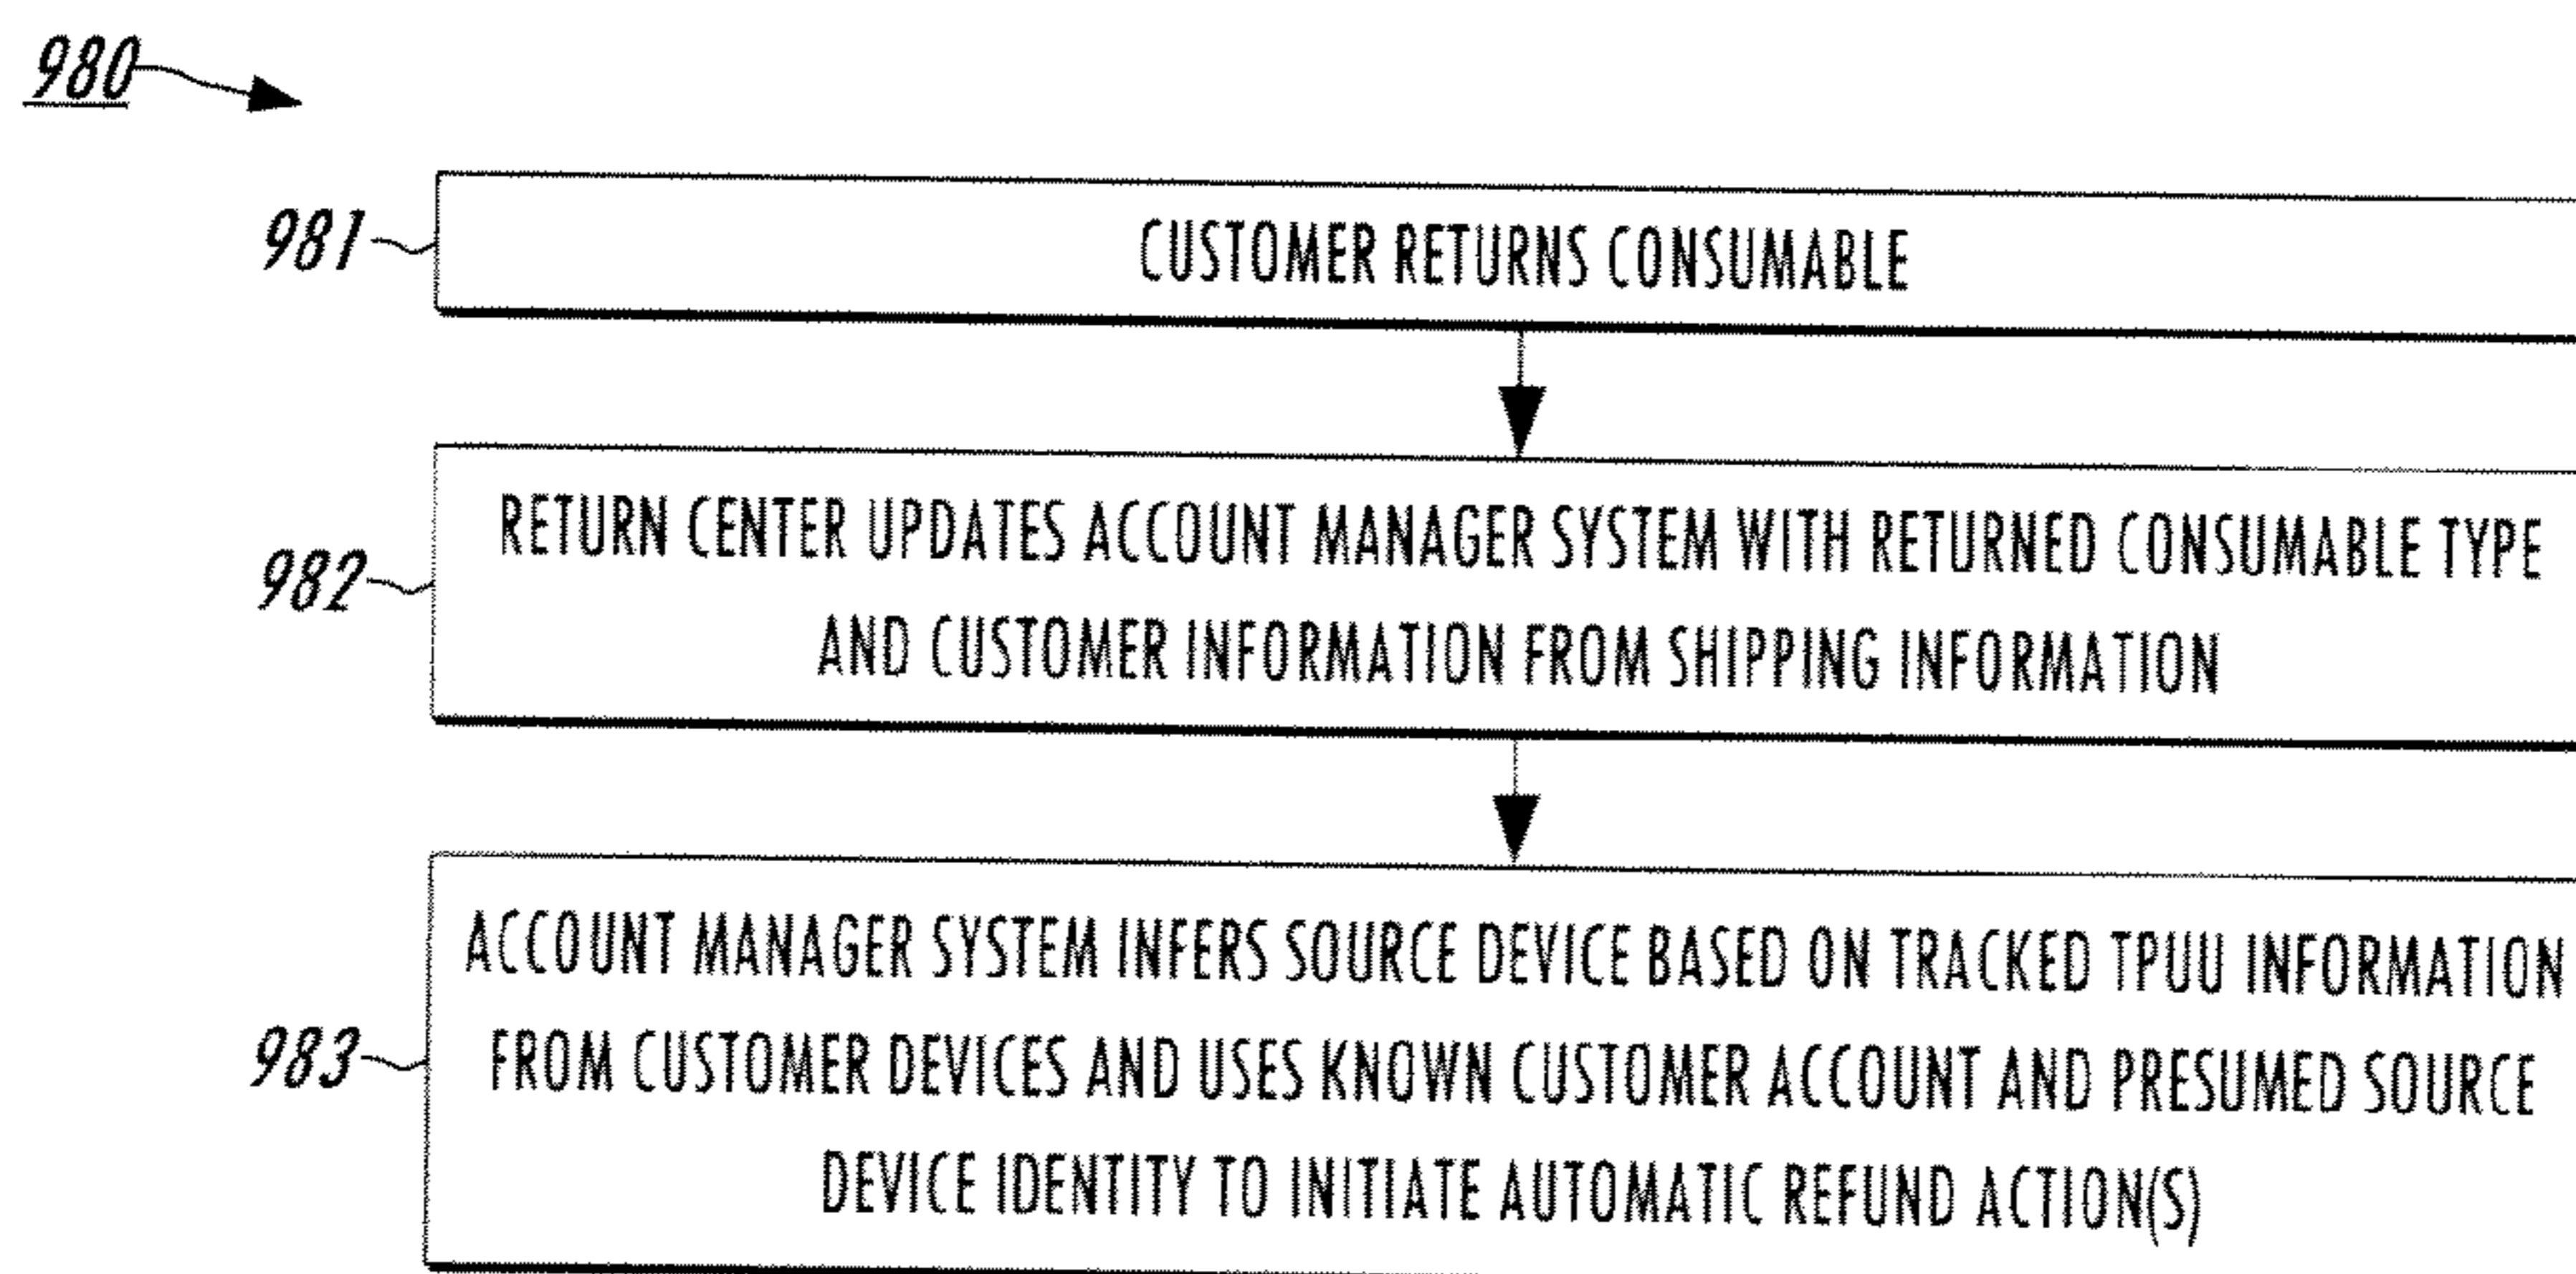 980
981
CUSTOMER RETURNS CONSUMABLE
982
RETURN CENTER UPDATES ACCOUNT MANAGER SYSTEM WITH RETURNED CONSUMABLE TYPE
AND CUSTOMER INFORMATION FROM SHIPPING INFORMATION
983
ACCOUNT MANAGER SYSTEM INFERS SOURCE DEVICE BASED ON TRACKED TPUU INFORMATION
FROM CUSTOMER DEVICES AND USES KNOWN CUSTOMER ACCOUNT AND PRESUMED SOURCE
DEVICE IDENTITY TO INITIATE AUTOMATIC REFUND ACTION(S)